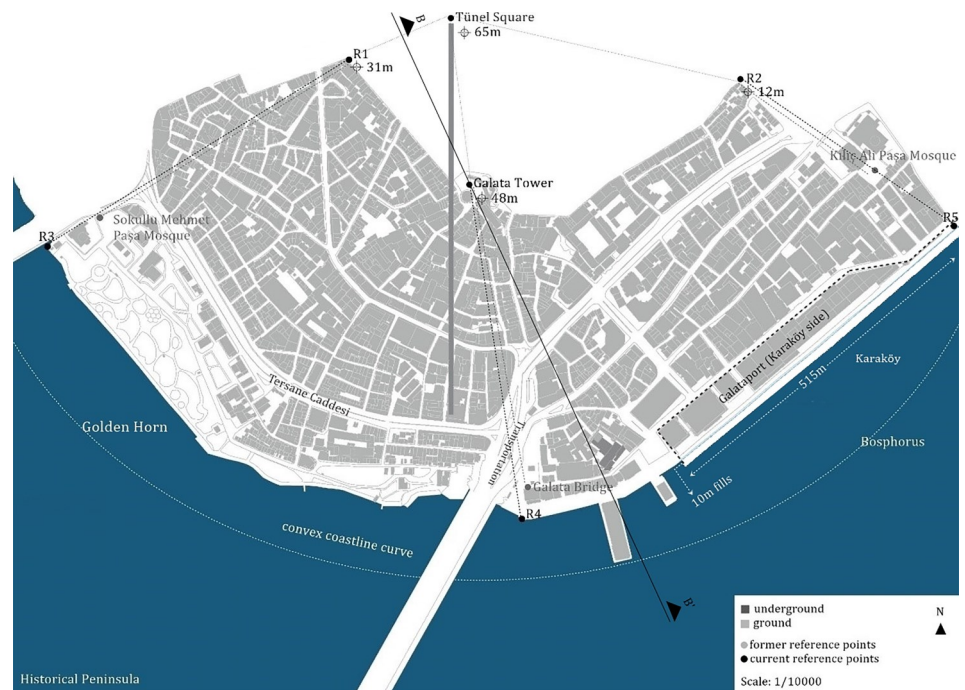 B
Tünel Square
65m
R1
31m
R2
12m
Kılıç Ali Paşa Mosque
Galata Tower
48m
Sokullu Mehmet
Paşa Mosque
R3
R5
Galataport (Karaköy side)
515m
Karaköy
Tersane Caddesi
Golden Horn
Transportation
Bosphorus
Galata Bridge
10m fills
R4
convex coastline curve
B'
underground
ground
N
former reference points
current reference points
Scale: 1/10000
Historical Peninsula